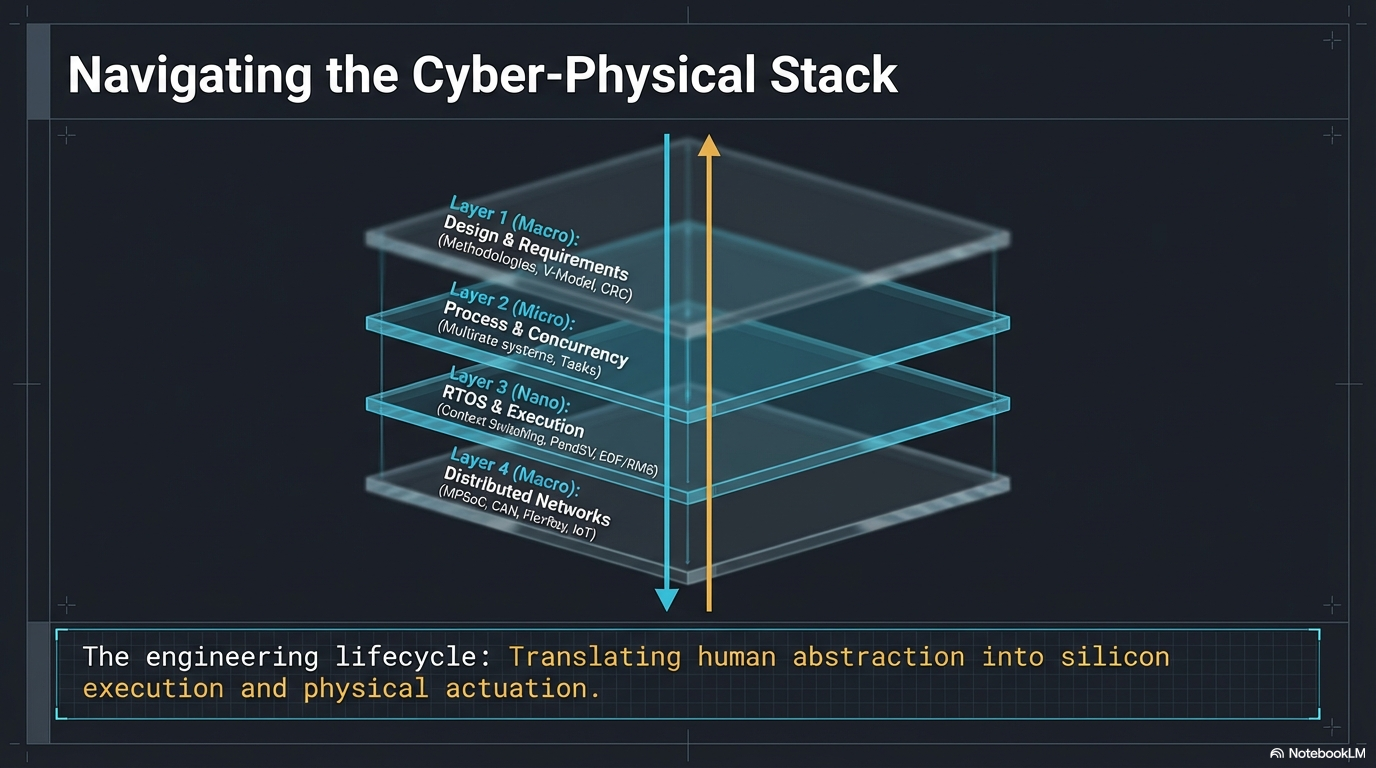 Navigating the Cyber-Physical Stack
Layer 1 (Macro):
Design & Requirements
(Methodologies, V-Model, CRC)
Layer 2 (Micro):
Process & Concurrency
(Multirate systems, Tasks)
Layer 3 (Nano):
RTOS & Execution
(Context PendSV, EDF/RM6)
Layer 4 (Macro):
Distributed Networks
(MPSoC, CAN, IoT)
The engineering lifecycle: Translating human abstraction into silicon
execution and physical actuation.
NotebookLM